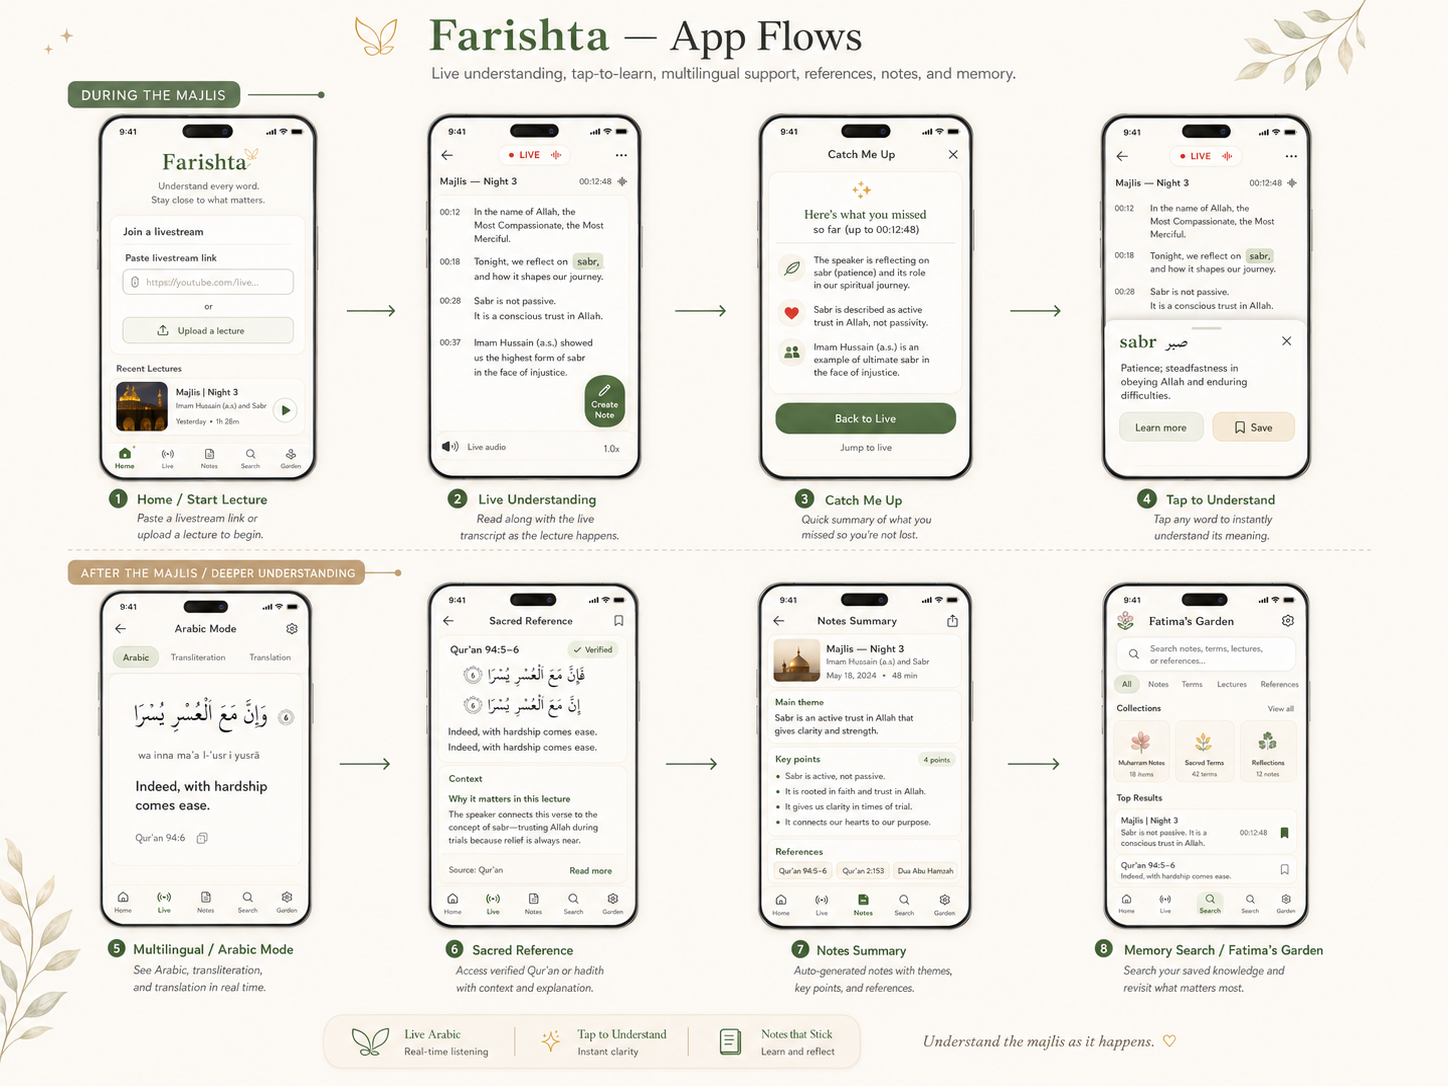 Farishta — App Flows
Live understanding, tap-to-learn, multilingual support, references, notes, and memory.
DURING THE MAJLIS
9:41
Farishta
Understand every word.
Stay close to what matters.
Join a livestream
Paste livestream link
https://youtube.com/live...
or
Upload a lecture
Recent Lectures
Majlis | Night 3
Imam Hussain (a.s) and Sabr
Yesterday • 1h 28m
Home
Live
Notes
Search
Garden
1 Home / Start Lecture
Paste a livestream link or
upload a lecture to begin.
9:41
LIVE
Majlis — Night 3
00:12:48
00:12 In the name of Allah, the
Most Compassionate, the Most
Merciful.
00:18 Tonight, we reflect on sabr,
and how it shapes our journey.
00:28 Sabr is not passive.
It is a conscious trust in Allah.
00:37 Imam Hussain (a.s.) showed
us the highest form of sabr
in the face of injustice.
Create
Note
Live audio
1.0x
2 Live Understanding
Read along with the live
transcript as the lecture happens.
9:41
Catch Me Up
Here's what you missed
so far (up to 00:12:48)
The speaker is reflecting on
sabr (patience) and its role
in our spiritual journey.
Sabr is described as active
trust in Allah, not passivity.
Imam Hussain (a.s.) is an
example of ultimate sabr in
the face of injustice.
Back to Live
Jump to live
3 Catch Me Up
Quick summary of what you
missed so you're not lost.
9:41
LIVE
Majlis — Night 3
00:12:48
00:12 In the name of Allah, the
Most Compassionate, the Most
Merciful.
00:18 Tonight, we reflect on sabr,
and how it shapes our journey.
00:28 Sabr is not passive.
It is a conscious trust in Allah.
sabr صبر
Patience; steadfastness in
obeying Allah and enduring
difficulties.
Learn more
Save
4 Tap to Understand
Tap any word to instantly
understand its meaning.
AFTER THE MAJLIS / DEEPER UNDERSTANDING
9:41
Arabic Mode
Arabic
Transliteration
Translation
وَإِنَّ مَعَ ٱلْعُسْرِ يُسْرًا 6
wa inna ma'a l-'usr i yusrā
Indeed, with hardship
comes ease.
Qur'an 94:6
Home
Live
Notes
Search
Garden
5 Multilingual / Arabic Mode
See Arabic, transliteration,
and translation in real time.
9:41
Sacred Reference
Qur'an 94:5–6
Verified
فَإِنَّ مَعَ ٱلْعُسْرِ يُسْرًا 6
إِنَّ مَعَ ٱلْعُسْرِ يُسْرًا 6
Indeed, with hardship comes ease.
Indeed, with hardship comes ease.
Context
Why it matters in this lecture
The speaker connects this verse to the
concept of sabr—trusting Allah during
trials because relief is always near.
Source: Qur'an
Read more
Home
Live
Notes
Search
Garden
6 Sacred Reference
Access verified Qur'an or hadith
with context and explanation.
9:41
Notes Summary
Majlis — Night 3
Imam Hussain (a.s) and Sabr
May 18, 2024 • 48 min
Main theme
Sabr is an active trust in Allah that
gives clarity and strength.
Key points
4 points
• Sabr is active, not passive.
• It is rooted in faith and trust in Allah.
• It gives us clarity in times of trial.
• It connects our hearts to our purpose.
References
Qur'an 94:5–6
Qur'an 2:153
Dua Abu Hamzah
Home
Live
Notes
Search
Garden
7 Notes Summary
Auto-generated notes with themes,
key points, and references.
9:41
Fatima's Garden
Search notes, terms, lectures,
or references...
All
Notes
Terms
Lectures
References
Collections
View all
Muharram Notes
18 items
Sacred Terms
42 terms
Reflections
12 notes
Top Results
Majlis | Night 3
Sabr is not passive. It is a
conscious trust in Allah.
00:12:48
Qur'an 94:5–6
Indeed, with hardship comes ease.
Home
Live
Search
Search
Garden
8 Memory Search / Fatima's Garden
Search your saved knowledge and
revisit what matters most.
Live Arabic
Real-time listening
Tap to Understand
Instant clarity
Notes that Stick
Learn and reflect
Understand the majlis as it happens.